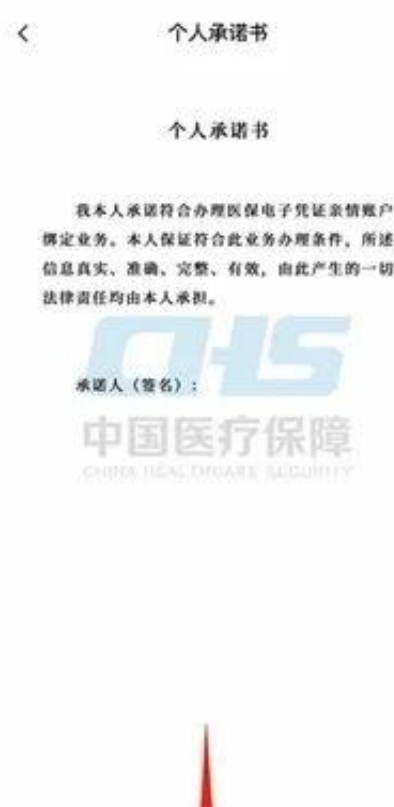 个人承诺书
个人承诺书
我本人承诺符合办理医保电子凭证亲情账户
绑定业务。本人保证符合此业务办理条件，所述
信息真实、准确、完整、有效，由此产生的一切
法律责任均由本人承担。
CHS
承诺人（签名）：
中国医疗保障
CHINA HEALTHCARE SECURITY